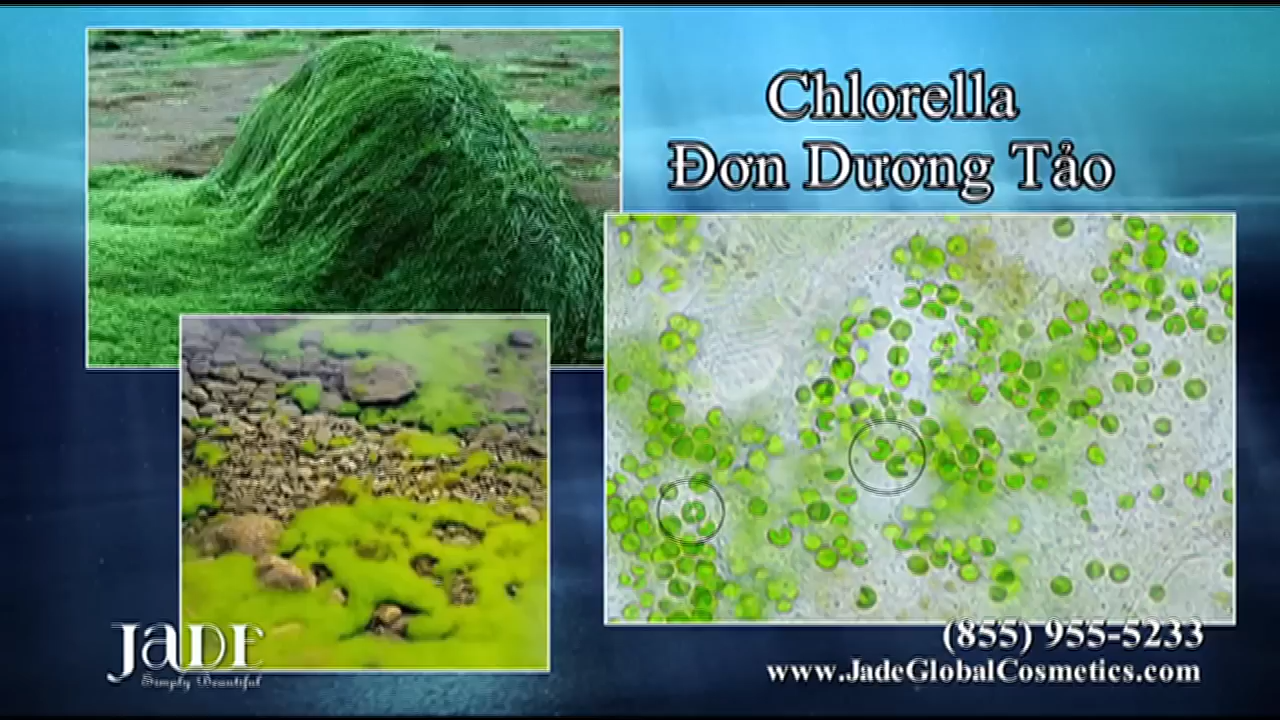 Chlorella
Đơn Dương Tảo
JADE
Simply Beautiful
(855) 955-5233
www.JadeGlobalCosmetics.com